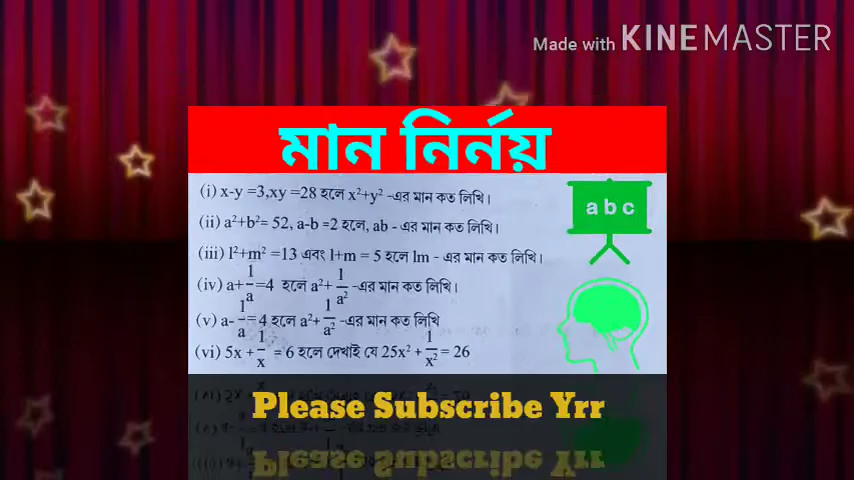 Made with KINEMASTER
মান নির্নয়
(i) x-y =3,xy =28 হলে x²+y² -এর মান কত লিখি।
abc
(ii) a²+b²= 52, a-b =2 হলে, ab - এর মান কত লিখি।
(iii) l²+m² =13 এবং l+m = 5 হলে lm - এর মান কত লিখি।
(iv) a+1/a=4 হলে a²+1/a² -এর মান কত লিখি।
(v) a-1/a=4 হলে a²+1/a² -এর মান কত লিখি
(vi) 5x +1/x = 6 হলে দেখাই যে 25x² +1/x² = 26
Please Subscribe Yrr